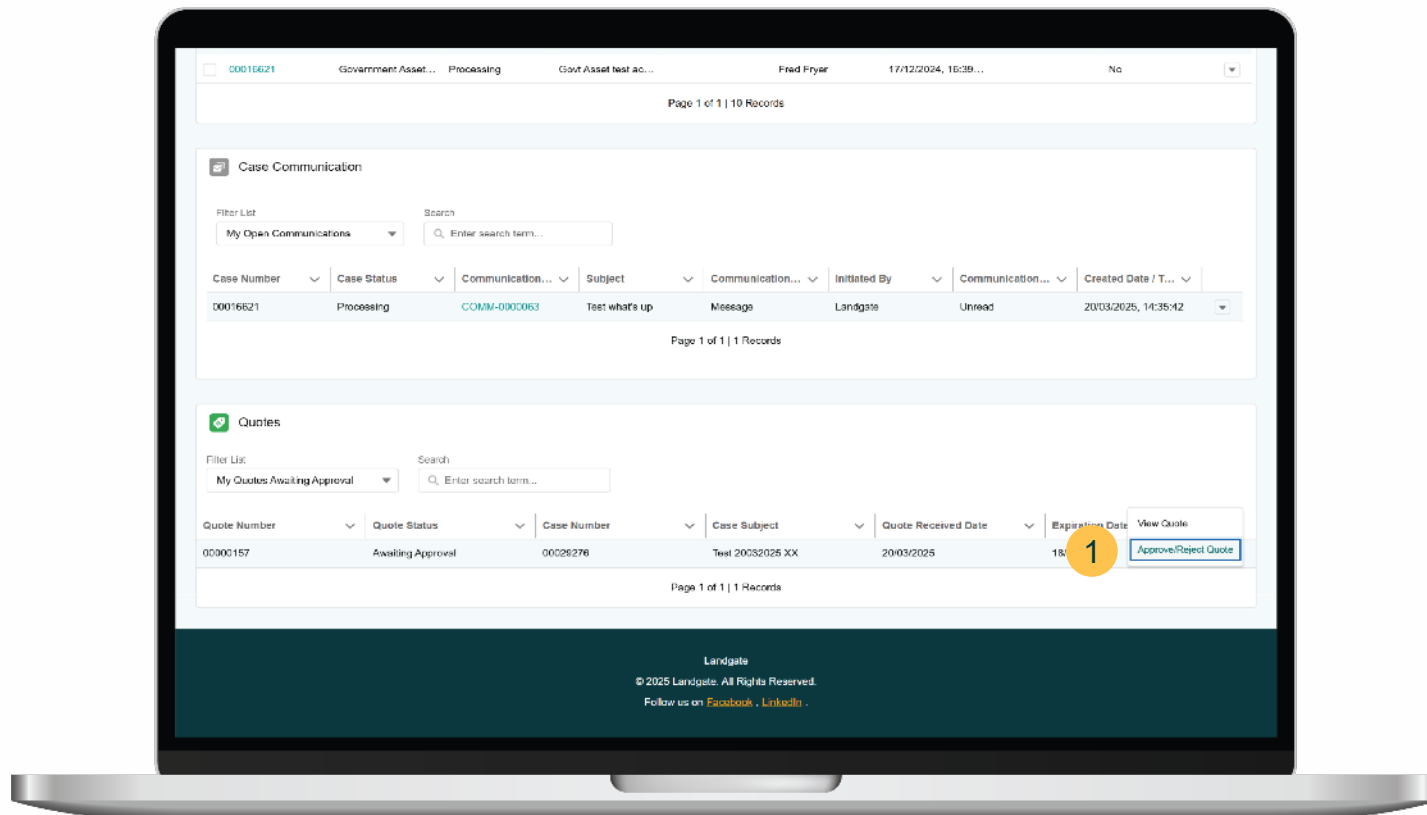 00016621 Government Asset... Processing Govt Asset test ac... Fred Fryer 17/12/2024, 16:39... No
Page 1 of 1 | 10 Records
Case Communication
Filter List Search
My Open Communications Enter search term...
Case Number Case Status Communication... Subject Communication... Initiated By Communication... Created Date / T...
00016621 Processing COMM-0000063 Test what's up Message Landgate Unread 20/03/2025, 14:35:42
Page 1 of 1 | 1 Records
Quotes
Filter List Search
My Quotes Awaiting Approval Enter search term...
Quote Number Quote Status Case Number Case Subject Quote Received Date Expiration Date View Quote
00000157 Awaiting Approval 00029276 Test 20032025 XX 20/03/2025 18/ 1 Approve/Reject Quote
Page 1 of 1 | 1 Records
Landgate
© 2025 Landgate. All Rights Reserved.
Follow us on Facebook , LinkedIn .